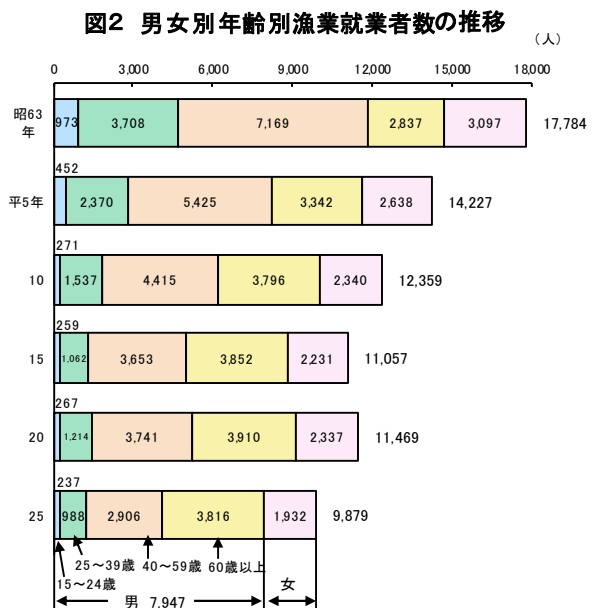 図2 男女別年齢別漁業就業者数の推移
（人）
0 3,000 6,000 9,000 12,000 15,000 18,000
昭63年 973 3,708 7,169 2,837 3,097 17,784
452
平5年 2,370 5,425 3,342 2,638 14,227
271
10 1,537 4,415 3,796 2,340 12,359
259
15 1,062 3,653 3,852 2,231 11,057
267
20 1,214 3,741 3,910 2,337 11,469
237
25 988 2,906 3,816 1,932 9,879
25～39歳 40～59歳 60歳以上
15～24歳
男 7,947 女